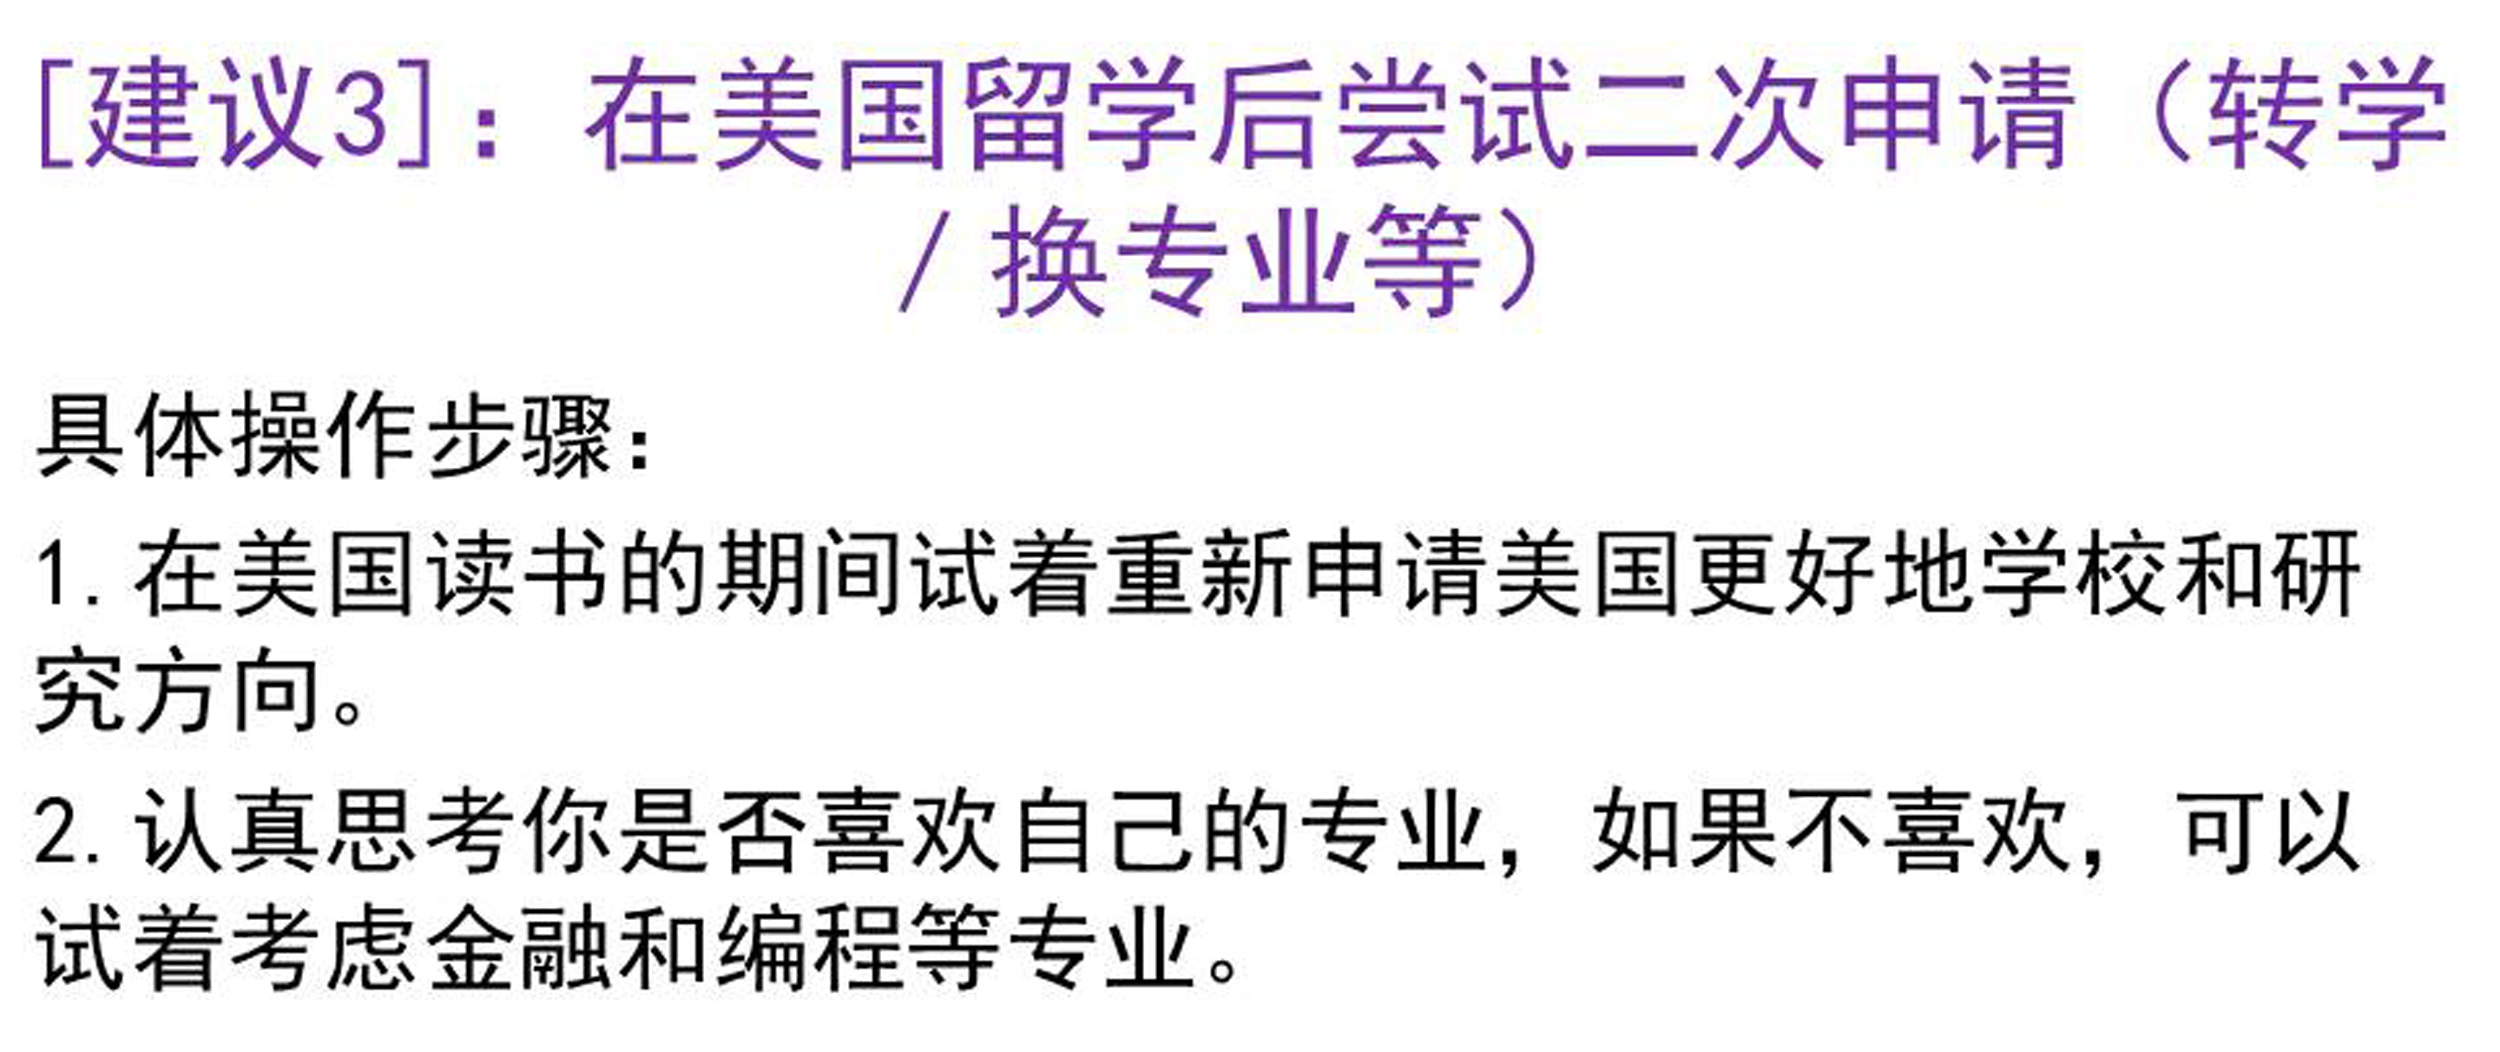 [建议3]：在美国留学后尝试二次申请（转学
/ 换专业等）
具体操作步骤：
1.在美国读书的期间试着重新申请美国更好地学校和研
究方向。
2.认真思考你是否喜欢自己的专业，如果不喜欢，可以
试着考虑金融和编程等专业。